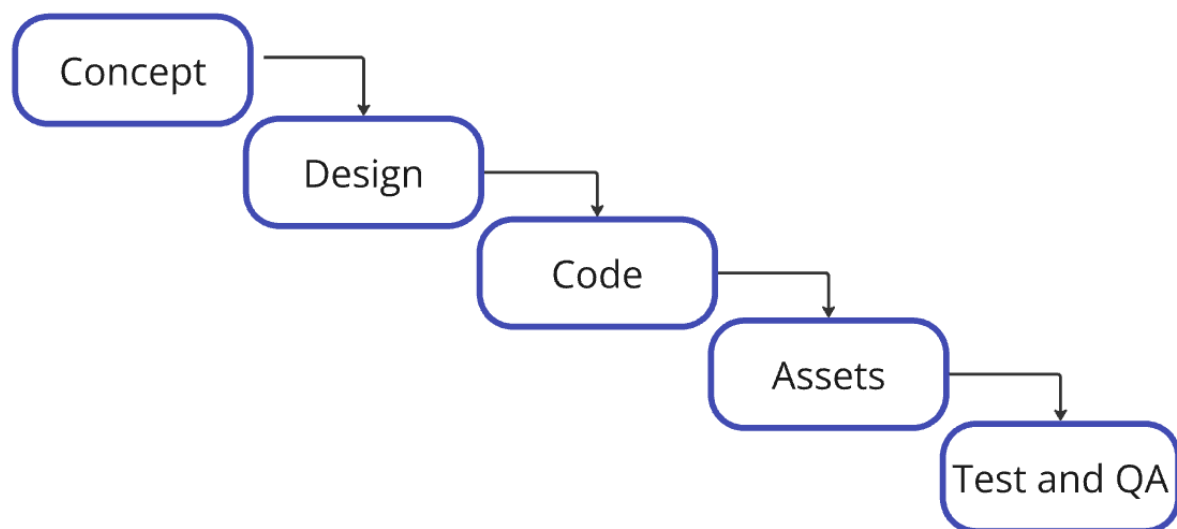 Concept
Design
Code
Assets
Test and QA